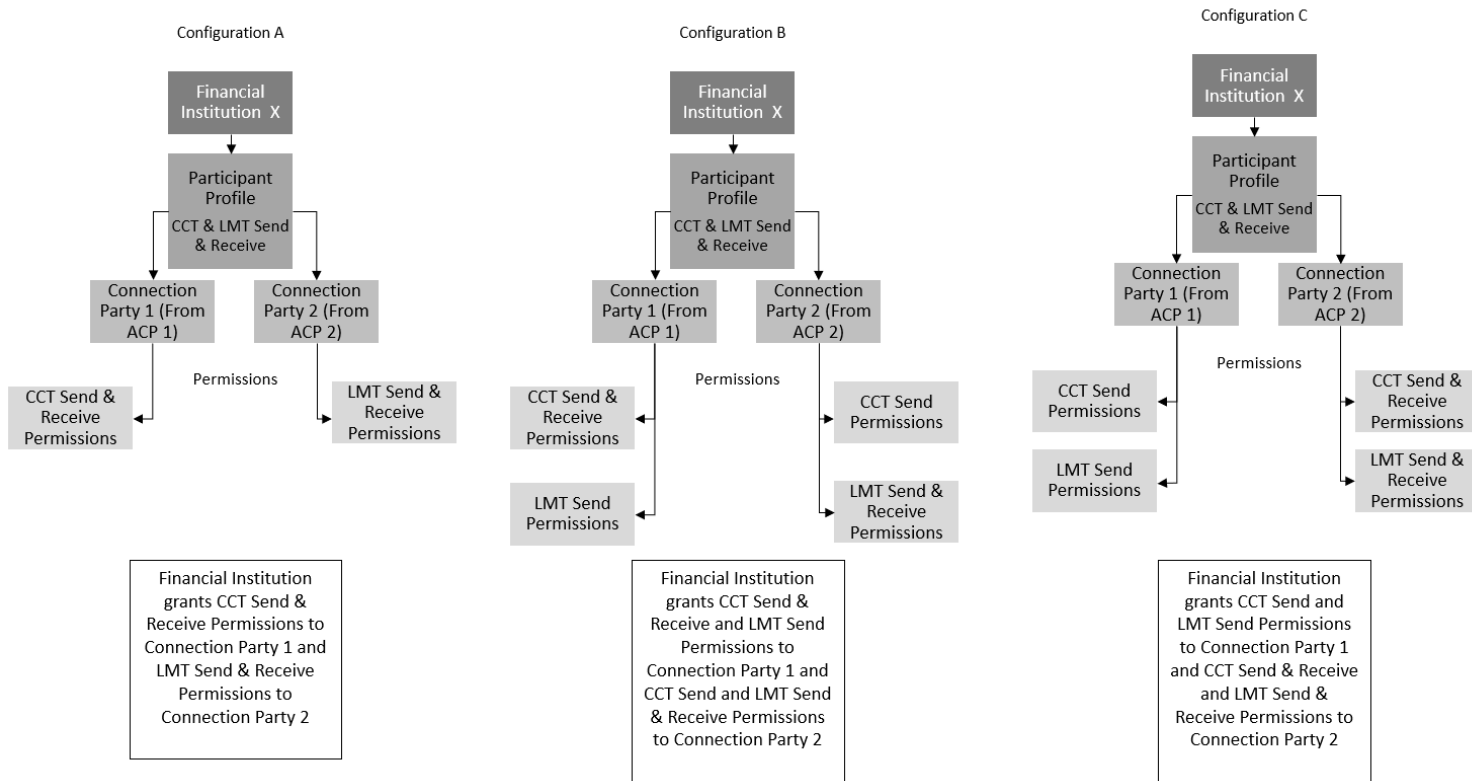 Configuration A
Financial
Institution X
Participant
Profile
CCT & LMT Send
& Receive
Connection
Party 1 (From
ACP 1)
Connection
Party 2 (From
ACP 2)
Permissions
CCT Send &
Receive
Permissions
LMT Send &
Receive
Permissions
Financial Institution
grants CCT Send &
Receive Permissions to
Connection Party 1 and
LMT Send & Receive
Permissions to
Connection Party 2
Configuration B
Financial
Institution X
Participant
Profile
CCT & LMT Send
& Receive
Connection
Party 1 (From
ACP 1)
Connection
Party 2 (From
ACP 2)
Permissions
CCT Send &
Receive
Permissions
CCT Send
Permissions
LMT Send
Permissions
LMT Send &
Receive
Permissions
Financial Institution
grants CCT Send &
Receive and LMT Send
Permissions to
Connection Party 1 and
CCT Send and LMT Send
& Receive Permissions
to Connection Party 2
Configuration C
Financial
Institution X
Participant
Profile
CCT & LMT Send
& Receive
Connection
Party 1 (From
ACP 1)
Connection
Party 2 (From
ACP 2)
Permissions
CCT Send
Permissions
CCT Send &
Receive
Permissions
LMT Send
Permissions
LMT Send &
Receive
Permissions
Financial Institution
grants CCT Send and
LMT Send Permissions
to Connection Party 1
and CCT Send & Receive
and LMT Send &
Receive Permissions to
Connection Party 2